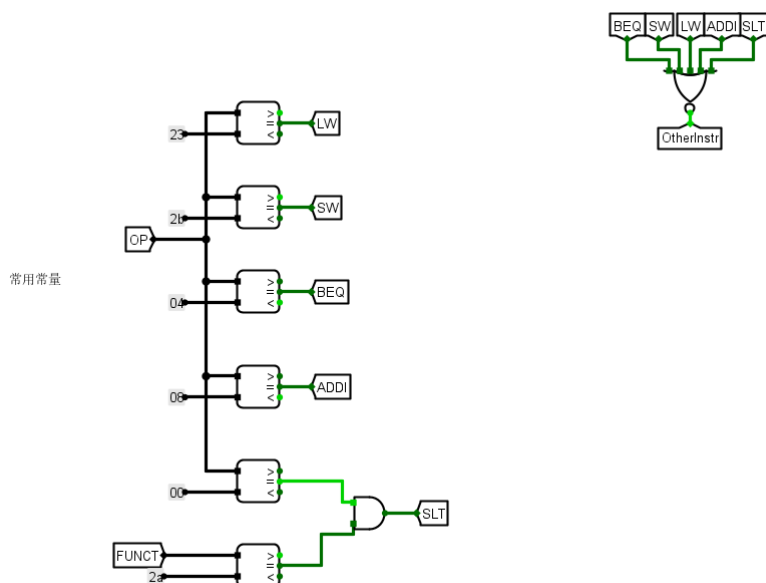 BEQ SW LW ADDI SLT
OtherInstr
>
=
<
23
LW
>
=
<
2b
SW
OP
常用常量
>
=
<
04
BEQ
>
=
<
08
ADDI
>
=
<
00
SLT
FUNCT
>
=
<
2a